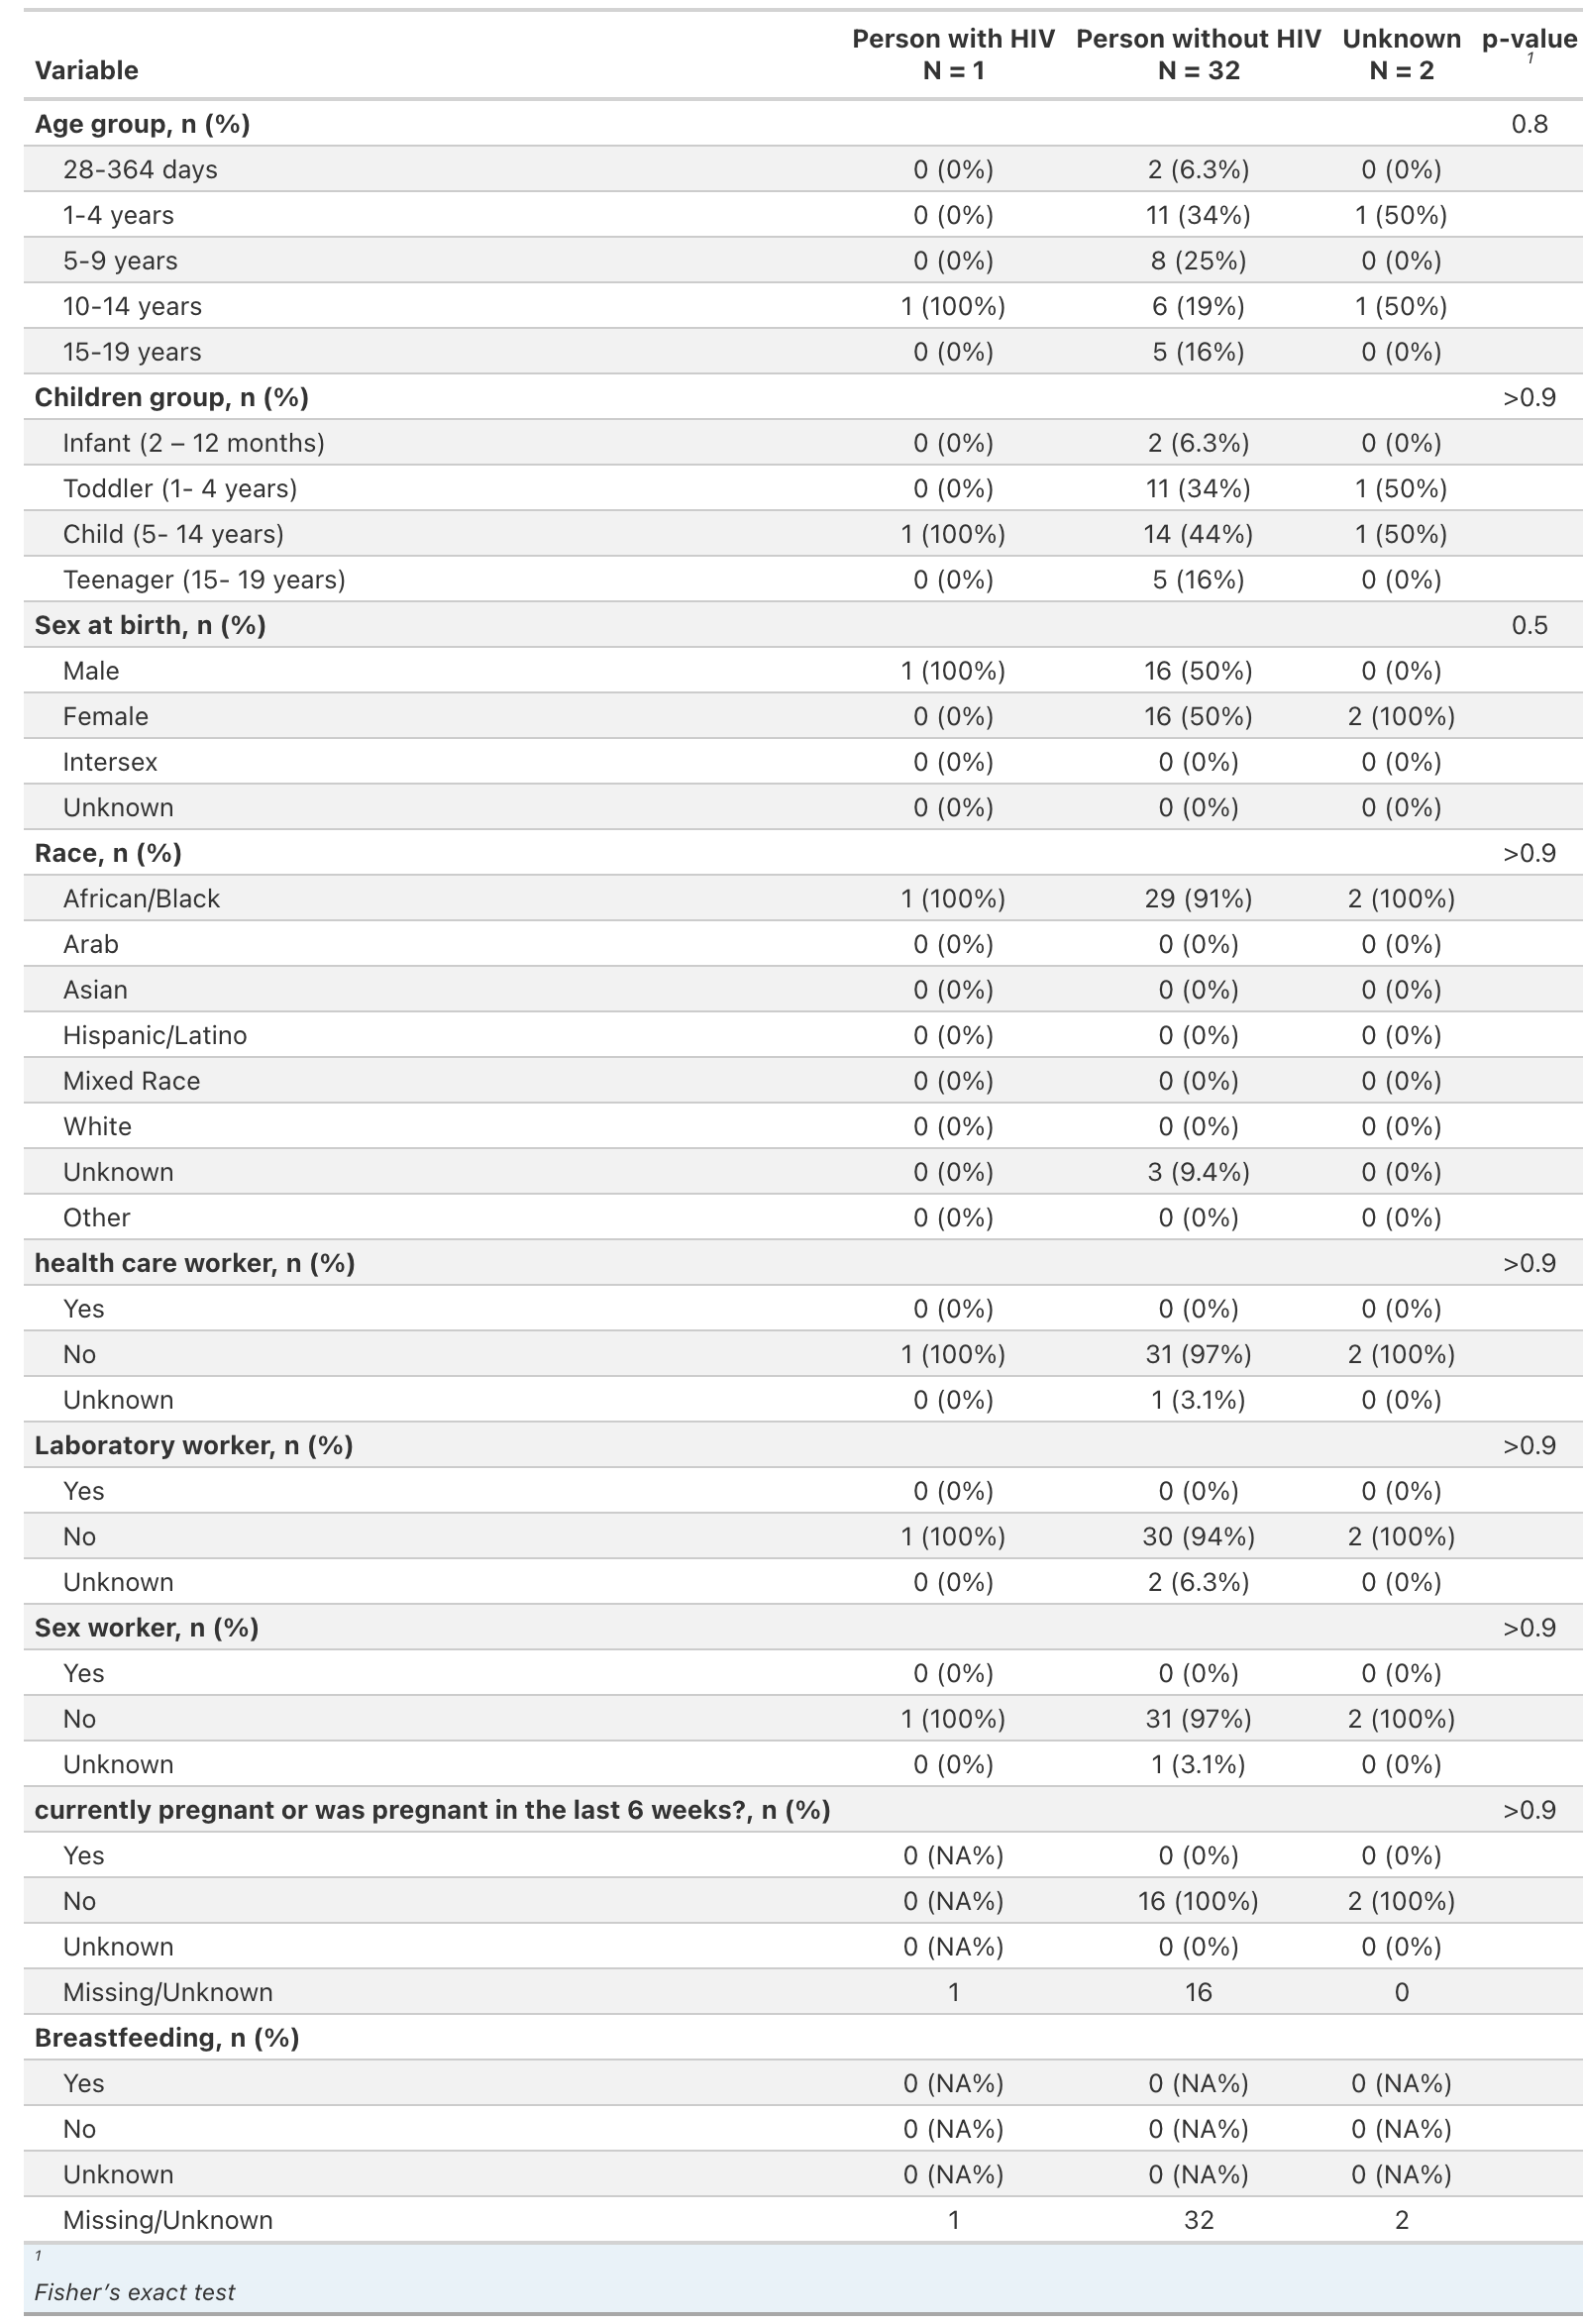 Variable Person with HIV N = 1 Person without HIV N = 32 Unknown N = 2 p-value 1
Age group, n (%) 0.8
28-364 days 0 (0%) 2 (6.3%) 0 (0%)
1-4 years 0 (0%) 11 (34%) 1 (50%)
5-9 years 0 (0%) 8 (25%) 0 (0%)
10-14 years 1 (100%) 6 (19%) 1 (50%)
15-19 years 0 (0%) 5 (16%) 0 (0%)
Children group, n (%) >0.9
Infant (2 – 12 months) 0 (0%) 2 (6.3%) 0 (0%)
Toddler (1- 4 years) 0 (0%) 11 (34%) 1 (50%)
Child (5- 14 years) 1 (100%) 14 (44%) 1 (50%)
Teenager (15- 19 years) 0 (0%) 5 (16%) 0 (0%)
Sex at birth, n (%) 0.5
Male 1 (100%) 16 (50%) 0 (0%)
Female 0 (0%) 16 (50%) 2 (100%)
Intersex 0 (0%) 0 (0%) 0 (0%)
Unknown 0 (0%) 0 (0%) 0 (0%)
Race, n (%) >0.9
African/Black 1 (100%) 29 (91%) 2 (100%)
Arab 0 (0%) 0 (0%) 0 (0%)
Asian 0 (0%) 0 (0%) 0 (0%)
Hispanic/Latino 0 (0%) 0 (0%) 0 (0%)
Mixed Race 0 (0%) 0 (0%) 0 (0%)
White 0 (0%) 0 (0%) 0 (0%)
Unknown 0 (0%) 3 (9.4%) 0 (0%)
Other 0 (0%) 0 (0%) 0 (0%)
health care worker, n (%) >0.9
Yes 0 (0%) 0 (0%) 0 (0%)
No 1 (100%) 31 (97%) 2 (100%)
Unknown 0 (0%) 1 (3.1%) 0 (0%)
Laboratory worker, n (%) >0.9
Yes 0 (0%) 0 (0%) 0 (0%)
No 1 (100%) 30 (94%) 2 (100%)
Unknown 0 (0%) 2 (6.3%) 0 (0%)
Sex worker, n (%) >0.9
Yes 0 (0%) 0 (0%) 0 (0%)
No 1 (100%) 31 (97%) 2 (100%)
Unknown 0 (0%) 1 (3.1%) 0 (0%)
currently pregnant or was pregnant in the last 6 weeks?, n (%) >0.9
Yes 0 (NA%) 0 (0%) 0 (0%)
No 0 (NA%) 16 (100%) 2 (100%)
Unknown 0 (NA%) 0 (0%) 0 (0%)
Missing/Unknown 1 16 0
Breastfeeding, n (%)
Yes 0 (NA%) 0 (NA%) 0 (NA%)
No 0 (NA%) 0 (NA%) 0 (NA%)
Unknown 0 (NA%) 0 (NA%) 0 (NA%)
Missing/Unknown 1 32 2
1
Fisher's exact test